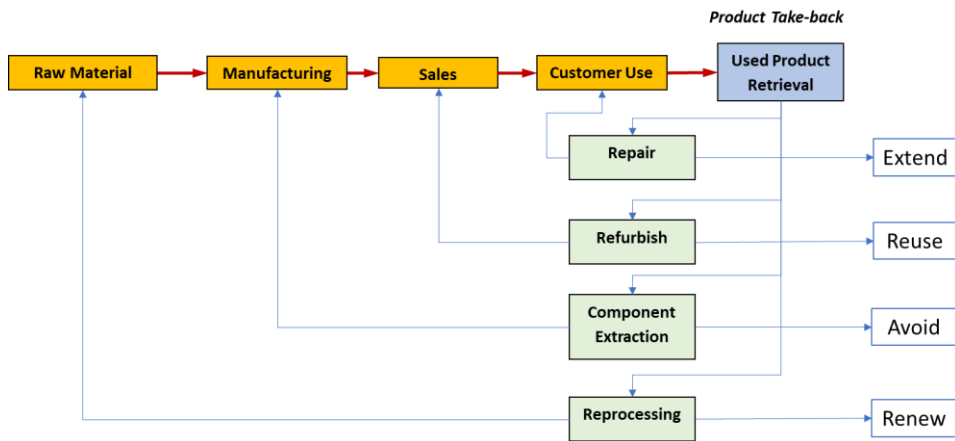 Product Take-back
Raw Material
Manufacturing
Sales
Customer Use
Used Product
Retrieval
Repair
Extend
Refbish
Reuse
Component
Extraction
Avoid
Reprocessing
Renew